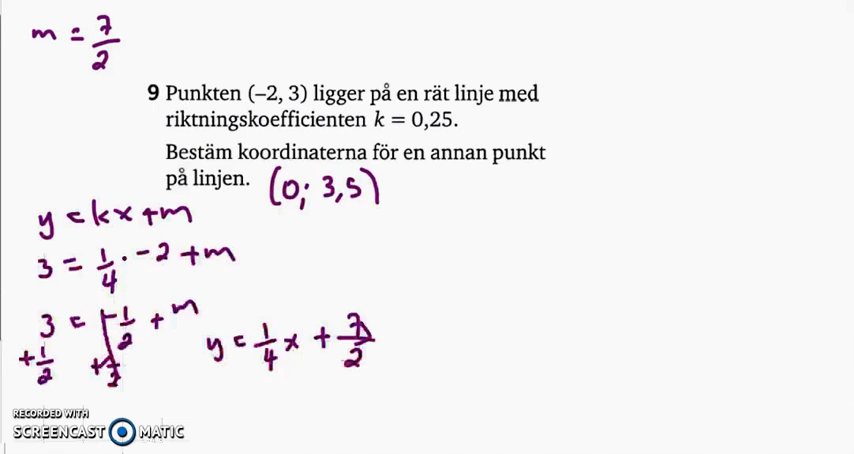 m = 7/2
9 Punkten (–2, 3) ligger på en rät linje med
riktningskoefficienten k = 0,25.
Bestäm koordinaterna för en annan punkt
på linjen. (0; 3,5)
y = kx + m
3 = 1/4 · -2 + m
3 = -1/2 + m
+1/2 +1/2
y = 1/4 x + 7/2
RECORDED WITH
SCREENCAST MATIC